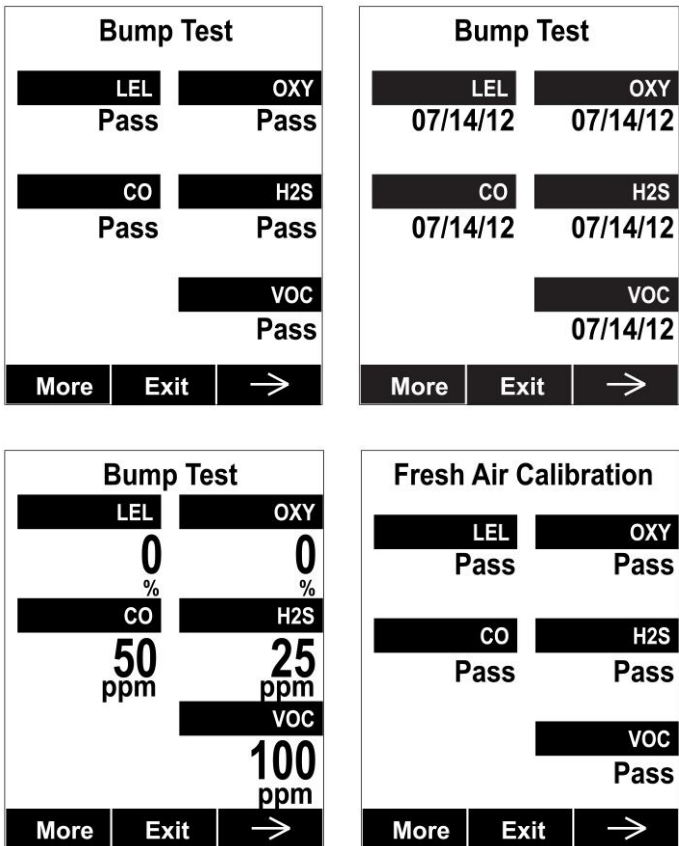 Bump Test
LEL OXY
Pass Pass
CO H2S
Pass Pass
VOC
Pass
More Exit →
Bump Test
LEL OXY
07/14/12 07/14/12
CO H2S
07/14/12 07/14/12
VOC
07/14/12
More Exit →
Bump Test
LEL OXY
0 0
% %
CO H2S
50 25
ppm ppm
VOC
100
ppm
More Exit →
Fresh Air Calibration
LEL OXY
Pass Pass
CO H2S
Pass Pass
VOC
Pass
More Exit →